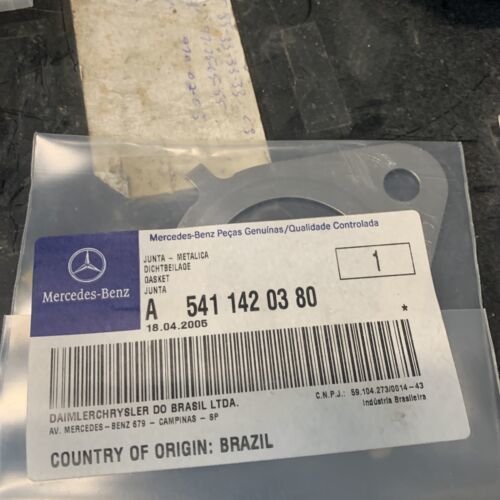 Mercedes-Benz Peças Genuínas/Qualidade Controlada
JUNTA - METALICA
DICHTBEILAGE
GASKET
JUNTA
1
Mercedes-Benz
A 541 142 03 80
18.04.2005
*
DAIMLERCHRYSLER DO BRASIL LTDA.
AV. MERCEDES-BENZ 679 - CAMPINAS - SP
C.N.P.J.: 59.104.273/0014-43
Indústria Brasileira
COUNTRY OF ORIGIN: BRAZIL